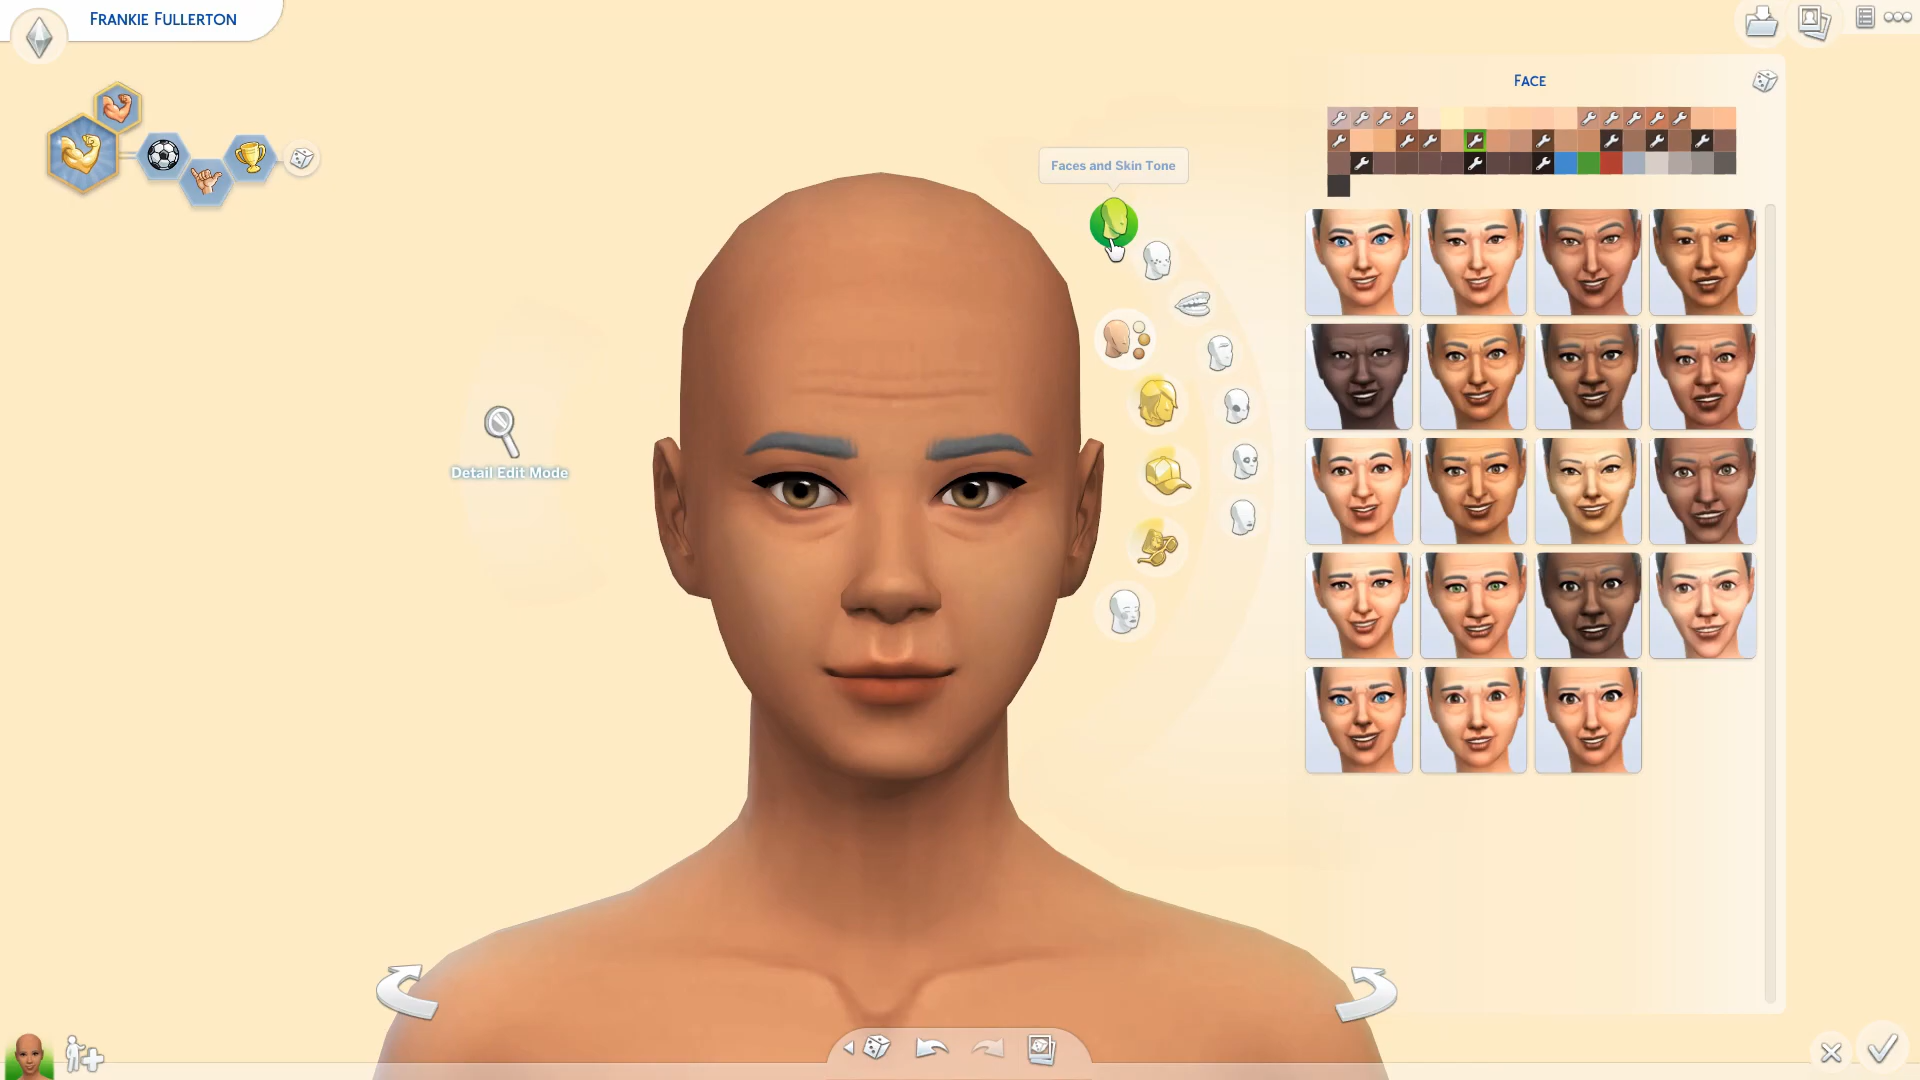 Frankie Fullerton
Face
Faces and Skin Tone
Detail Edit Mode